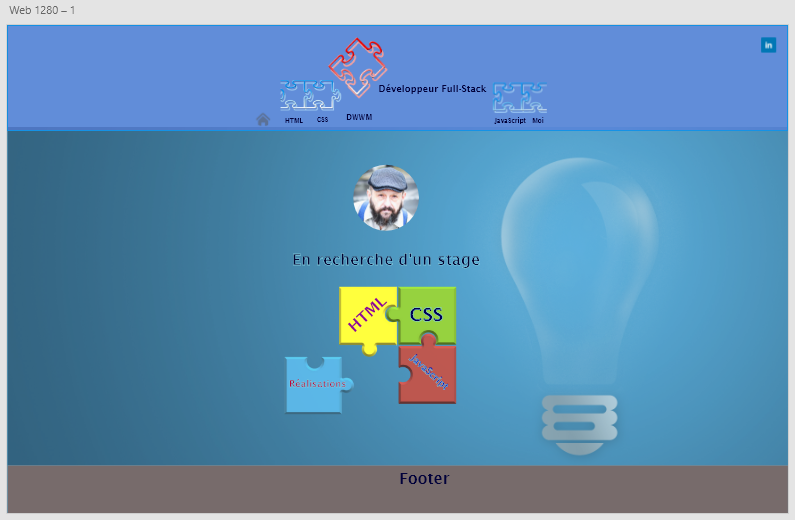 Web 1280 – 1
in
Développeur Full-Stack
HTML
CSS
DWWM
JavaScript
Moi
En recherche d'un stage
HTML
CSS
Réalisations
JavaScript
Footer